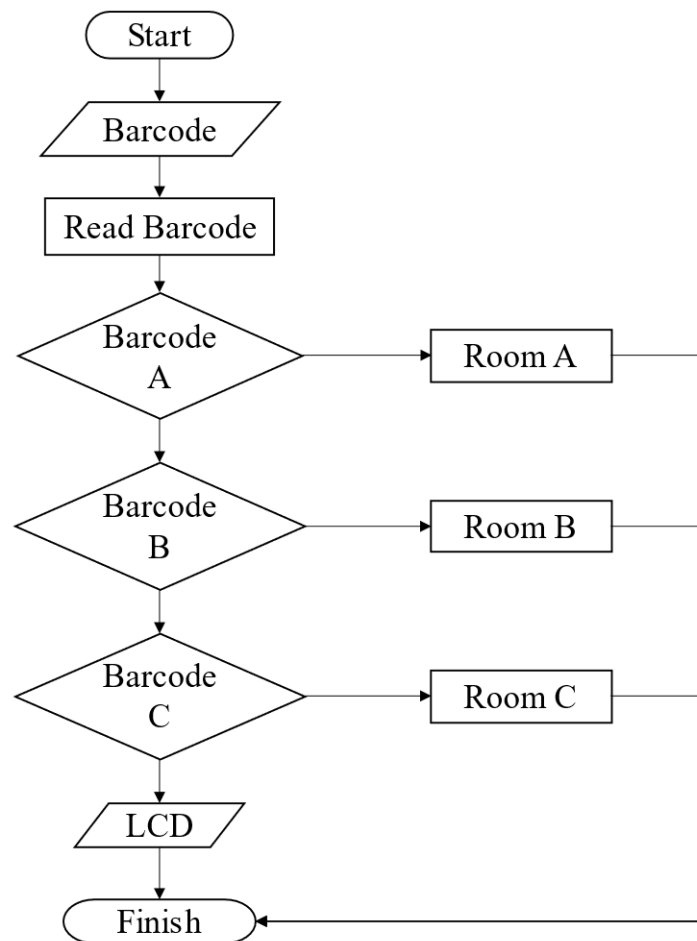 Start
Barcode
Read Barcode
Barcode
A
Room A
Barcode
B
Room B
Barcode
C
Room C
LCD
Finish